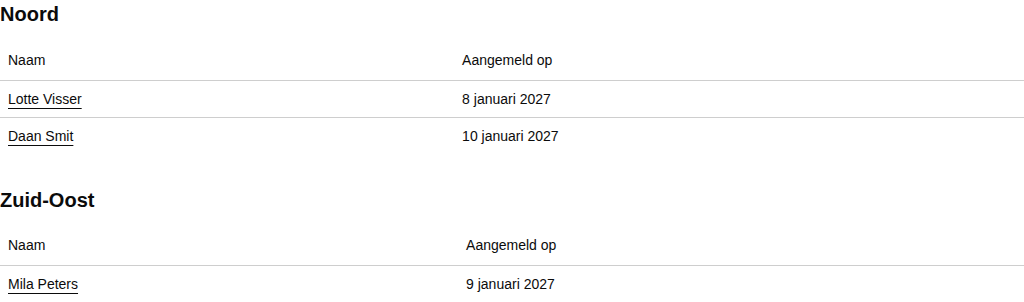 Noord
Naam Aangemeld op
Lotte Visser 8 januari 2027
Daan Smit 10 januari 2027
Zuid-Oost
Naam Aangemeld op
Mila Peters 9 januari 2027